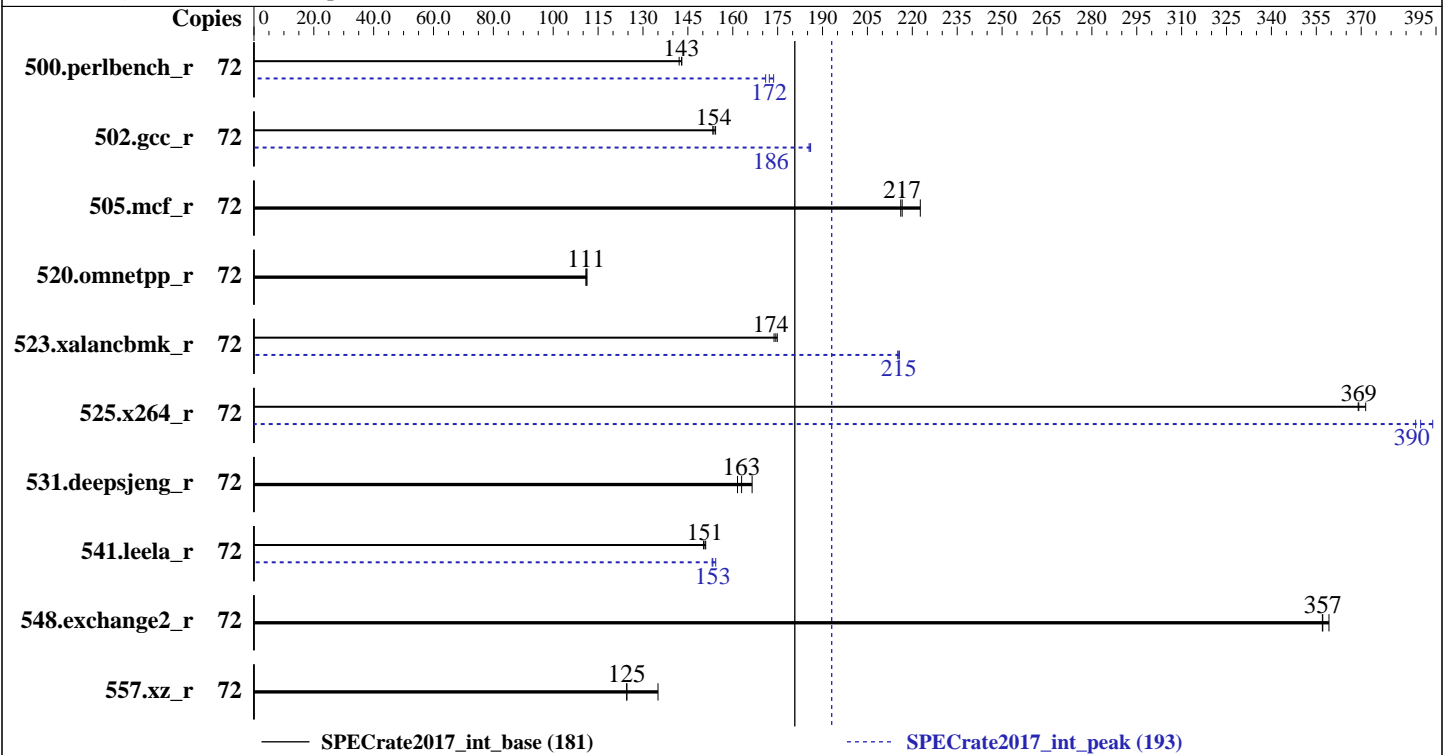 Copies 0 20.0 40.0 60.0 80.0 100 115 130 145 160 175 190 205 220 235 250 265 280 295 310 325 340 355 370 395
143
500.perlbench_r 72
172
154
502.gcc_r 72
186
217
505.mcf_r 72
111
520.omnetpp_r 72
174
523.xalancbmk_r 72
215
369
525.x264_r 72
390
163
531.deepsjeng_r 72
151
541.leela_r 72
153
357
548.exchange2_r 72
125
557.xz_r 72
SPECrate2017_int_base (181) SPECrate2017_int_peak (193)